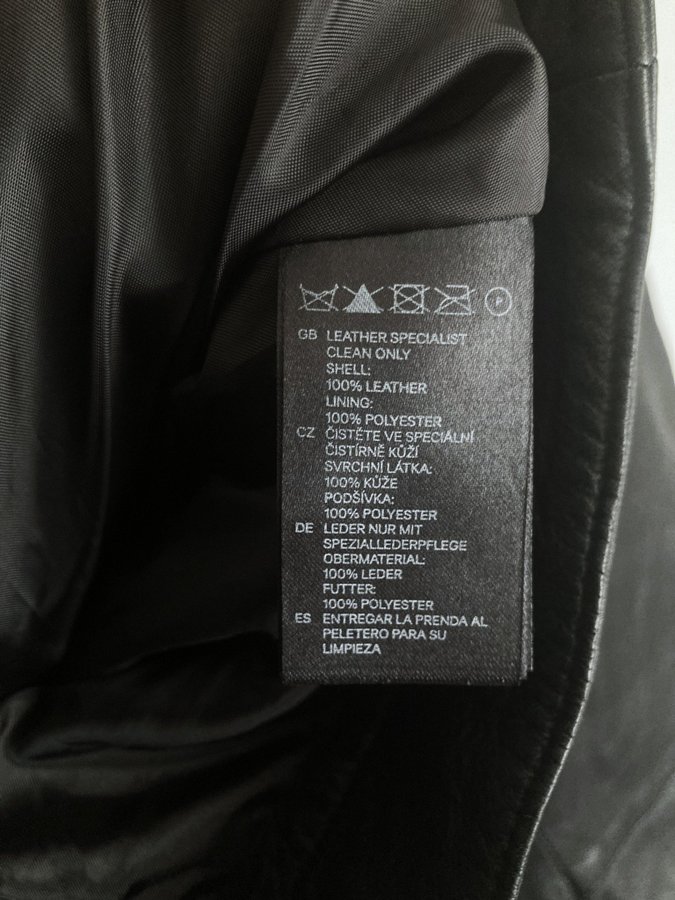 P
GB LEATHER SPECIALIST
CLEAN ONLY
SHELL:
100% LEATHER
LINING:
100% POLYESTER
CZ ČISTĚTE VE SPECIÁLNÍ
ČISTÍRNĚ KŮŽÍ
SVRCHNÍ LÁTKA:
100% KŮŽE
PODŠÍVKA:
100% POLYESTER
DE LEDER NUR MIT
SPEZIALLEDERPFLEGE
OBERMATERIAL:
100% LEDER
FUTTER:
100% POLYESTER
ES ENTREGAR LA PRENDA AL
PELETERO PARA SU
LIMPIEZA